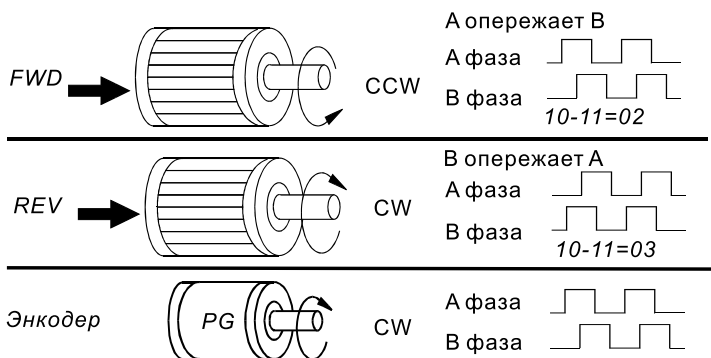 А опережает В
FWD
CCW
А фаза
В фаза
10-11=02
В опережает А
REV
CW
А фаза
В фаза
10-11=03
Энкодер
PG
CW
А фаза
В фаза